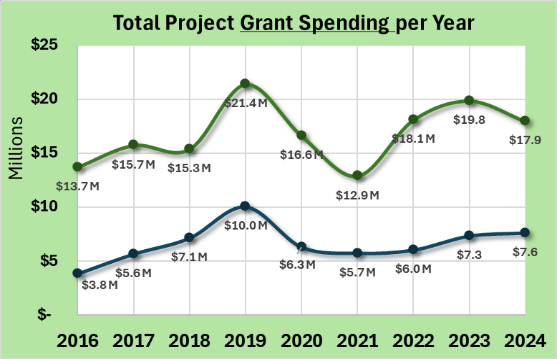 Total Project Grant Spending per Year
Millions
$25
$20
$15
$10
$5
$-
$13.7M
$15.7M
$15.3M
$21.4M
$16.6M
$12.9M
$18.1M
$19.8
$17.9
$3.8M
$5.6M
$7.1M
$10.0M
$6.3M
$5.7M
$6.0M
$7.3
$7.6
2016 2017 2018 2019 2020 2021 2022 2023 2024